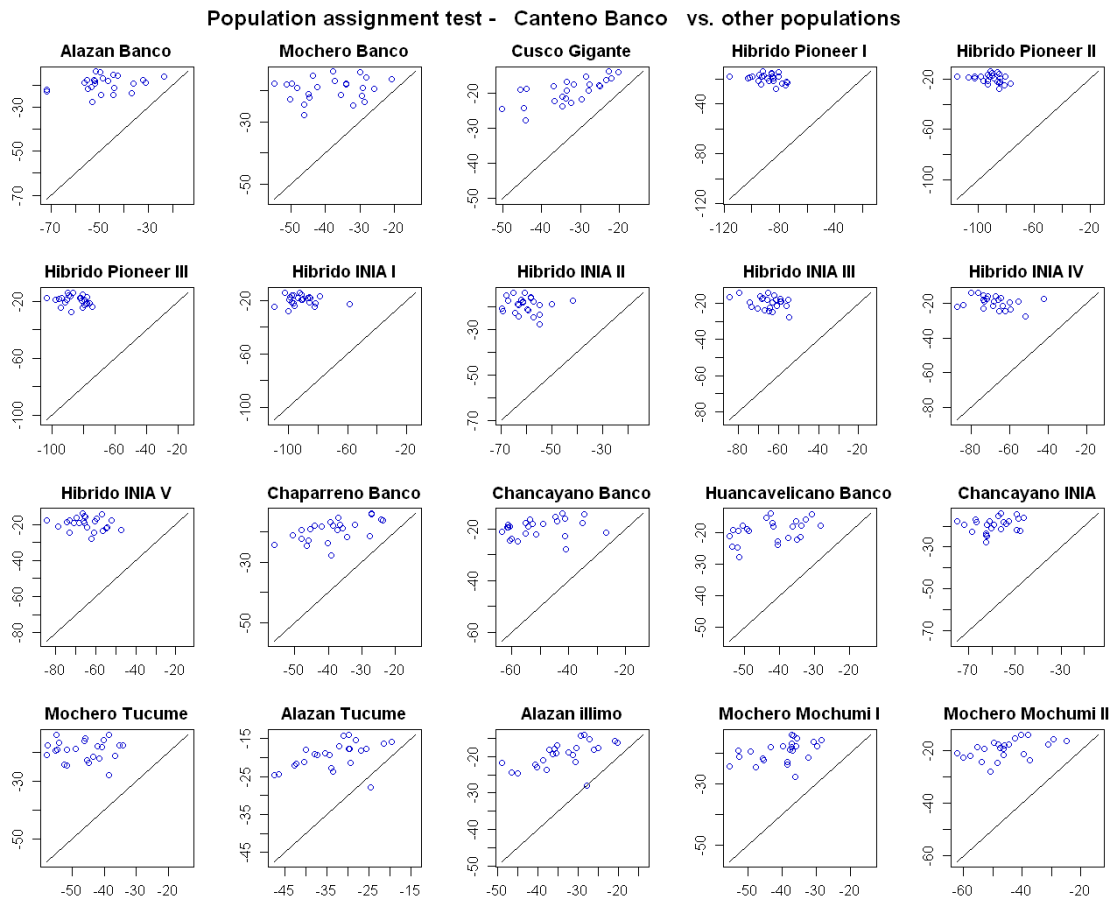 Population assignment test - Canteno Banco vs. other populations
Alazan Banco
-30
-50
-70
-70 -50 -30
Mochero Banco
-30
-50
-50 -40 -30 -20
Cusco Gigante
-20
-30
-40
-50
-50 -40 -30 -20
Hibrido Pioneer I
-40
-80
-120
-100 -80 -60 -40 -20
Hibrido Pioneer II
-20
-60
-100
-100 -60 -20
Hibrido Pioneer III
-20
-60
-100
-100 -60 -40 -20
Hibrido INIA I
-20
-60
-100
-100 -60 -20
Hibrido INIA II
-30
-50
-70
-70 -50 -30
Hibrido INIA III
-20
-40
-60
-80
-80 -60 -40 -20
Hibrido INIA IV
-20
-40
-60
-80
-80 -60 -40 -20
Hibrido INIA V
-20
-40
-60
-80
-80 -60 -40 -20
Chaparreno Banco
-30
-50
-50 -40 -30 -20
Chancayano Banco
-20
-40
-60
-60 -50 -40 -30 -20
Huancavelicano Banco
-30
-50
-50 -40 -30 -20
Chancayano INIA
-30
-50
-70
-70 -50 -30
Mochero Tucume
-30
-50
-50 -40 -30 -20
Alazan Tucume
-15
-25
-35
-45
-45 -35 -25 -15
Alazan illimo
-20
-30
-40
-50
-50 -40 -30 -20
Mochero Mochumi I
-30
-50
-50 -40 -30 -20
Mochero Mochumi II
-20
-40
-60
-60 -40 -20